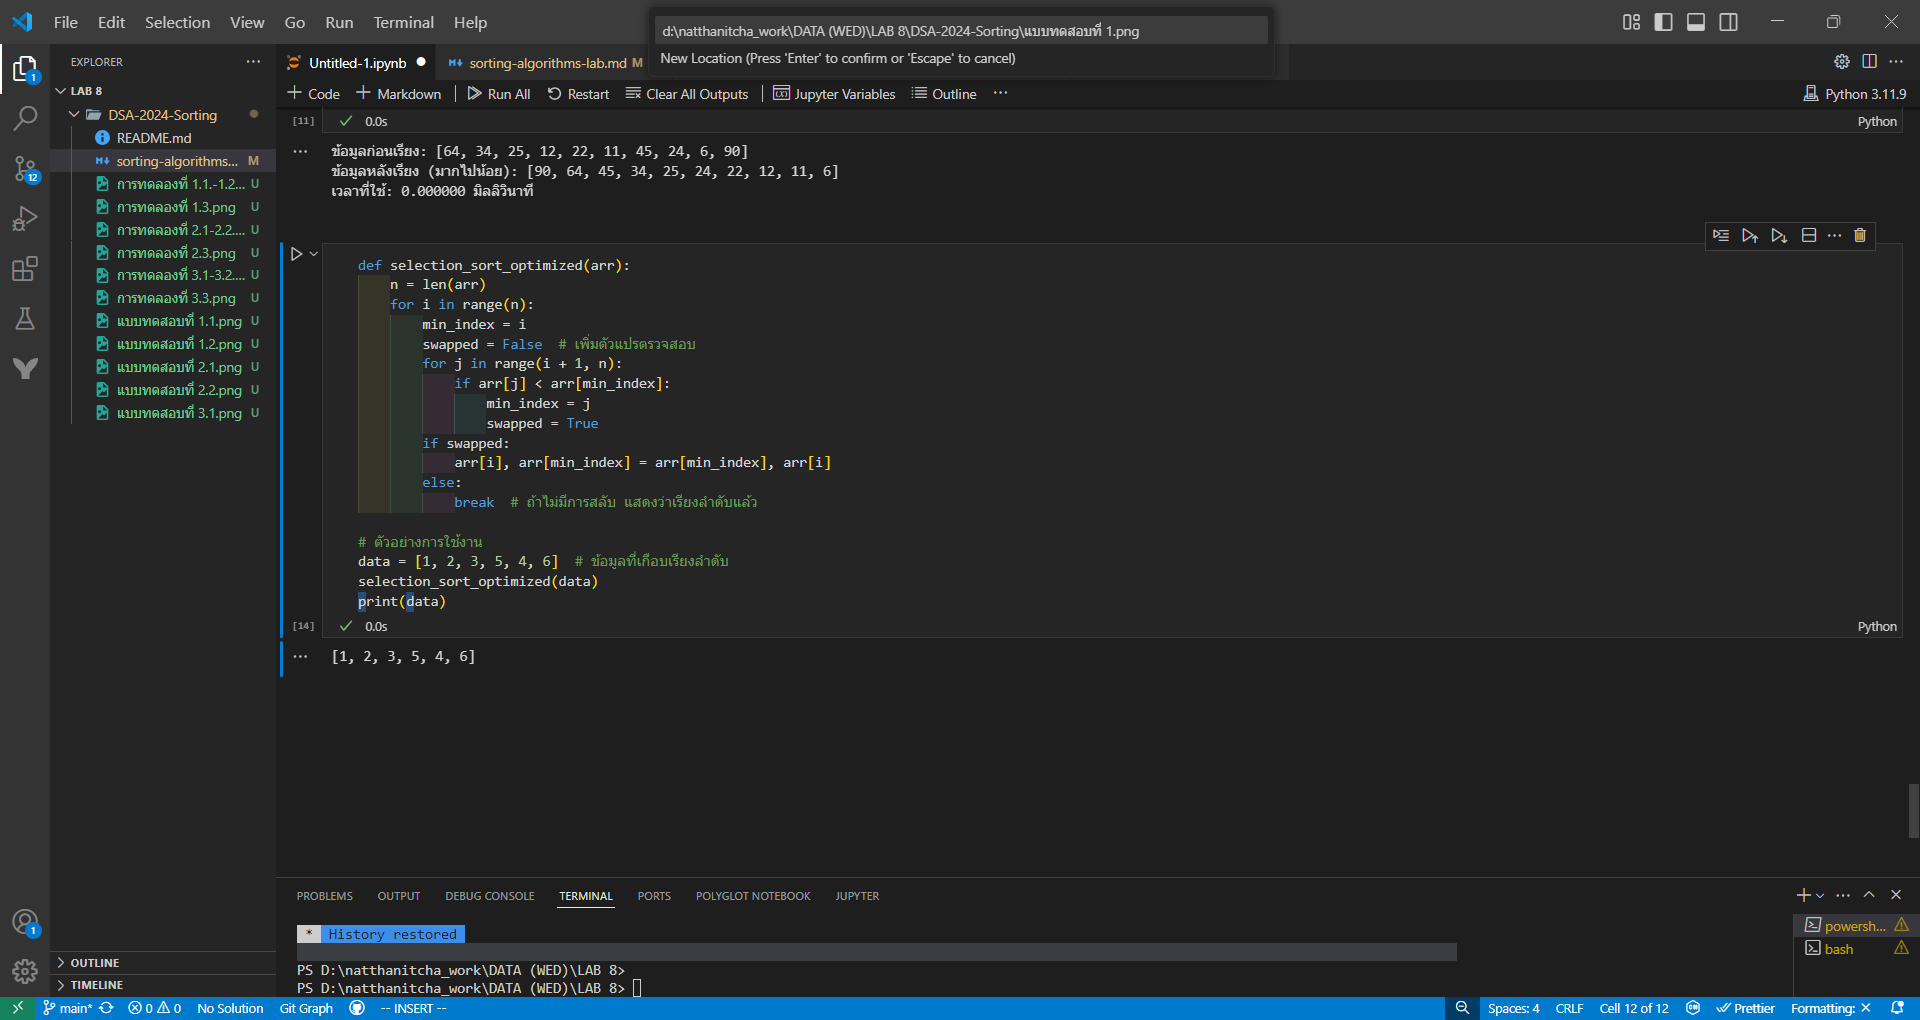 File Edit Selection View Go Run Terminal Help
d:\natthanitcha_work\DATA (WED)\LAB 8\DSA-2024-Sorting\แบบทดสอบที่ 1.png
New Location (Press 'Enter' to confirm or 'Escape' to cancel)
EXPLORER
Untitled-1.ipynb
sorting-algorithms-lab.md M
LAB 8
Code Markdown Run All Restart Clear All Outputs Jupyter Variables Outline
Python 3.11.9
DSA-2024-Sorting
README.md
sorting-algorithms... M
การทดลองที่ 1.1.-1.2... U
การทดลองที่ 1.3.png U
การทดลองที่ 2.1-2.2.... U
การทดลองที่ 2.3.png U
การทดลองที่ 3.1-3.2.... U
การทดลองที่ 3.3.png U
แบบทดสอบที่ 1.1.png U
แบบทดสอบที่ 1.2.png U
แบบทดสอบที่ 2.1.png U
แบบทดสอบที่ 2.2.png U
แบบทดสอบที่ 3.1.png U
[11] 0.0s Python
ข้อมูลก่อนเรียง: [64, 34, 25, 12, 22, 11, 45, 24, 6, 90]
ข้อมูลหลังเรียง (มากไปน้อย): [90, 64, 45, 34, 25, 24, 22, 12, 11, 6]
เวลาที่ใช้: 0.000000 มิลลิวินาที
def selection_sort_optimized(arr):
n = len(arr)
for i in range(n):
min_index = i
swapped = False # เพิ่มตัวแปรตรวจสอบ
for j in range(i + 1, n):
if arr[j] < arr[min_index]:
min_index = j
swapped = True
if swapped:
arr[i], arr[min_index] = arr[min_index], arr[i]
else:
break # ถ้าไม่มีการสลับ แสดงว่าเรียงลำดับแล้ว
# ตัวอย่างการใช้งาน
data = [1, 2, 3, 5, 4, 6] # ข้อมูลที่เกือบเรียงลำดับ
selection_sort_optimized(data)
print(data)
[14] 0.0s Python
[1, 2, 3, 5, 4, 6]
PROBLEMS OUTPUT DEBUG CONSOLE TERMINAL PORTS POLYGLOT NOTEBOOK JUPYTER
* History restored
PS D:\natthanitcha_work\DATA (WED)\LAB 8>
PS D:\natthanitcha_work\DATA (WED)\LAB 8>
powersh...
bash
1
12
1
OUTLINE
TIMELINE
main* 0 0 No Solution Git Graph -- INSERT --
Spaces: 4 CRLF Cell 12 of 12 Prettier Formatting: ✕